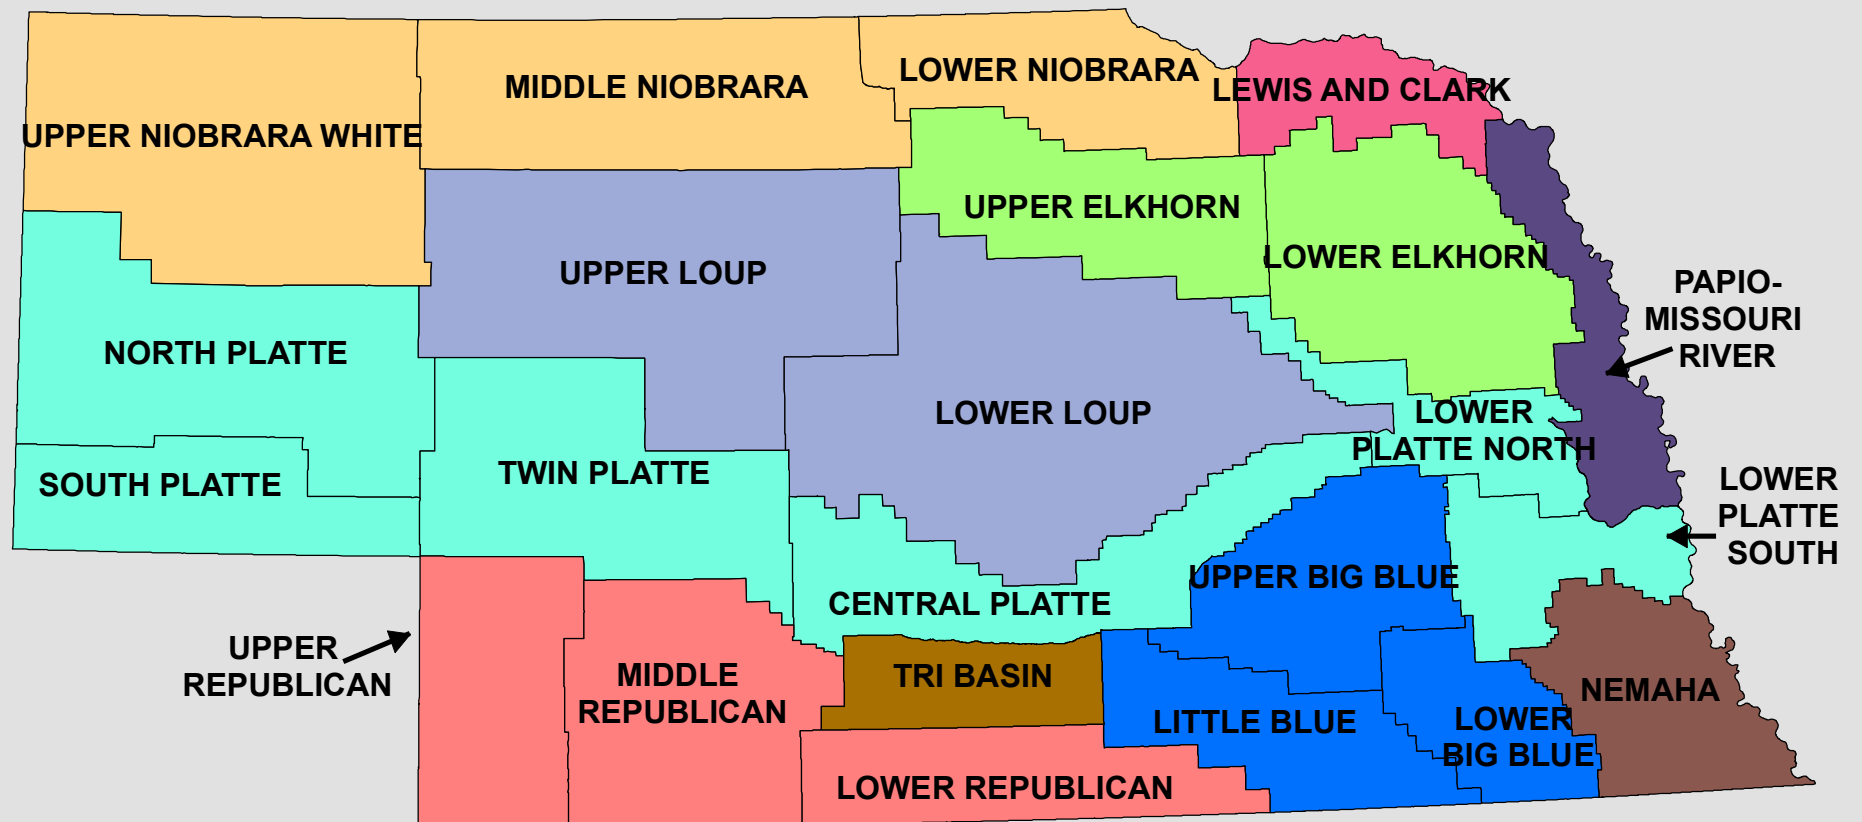 LOWER NIOBRARA
MIDDLE NIOBRARA
LEWIS AND CLARK
UPPER NIOBRARA WHITE
UPPER ELKHORN
LOWER ELKHORN
UPPER LOUP
PAPIO-
MISSOURI
RIVER
NORTH PLATTE
LOWER LOUP
LOWER
PLATTE NORTH
TWIN PLATTE
SOUTH PLATTE
LOWER
PLATTE
SOUTH
UPPER BIG BLUE
CENTRAL PLATTE
UPPER
REPUBLICAN
MIDDLE
REPUBLICAN
TRI BASIN
NEMAHA
LITTLE BLUE
LOWER
BIG BLUE
LOWER REPUBLICAN